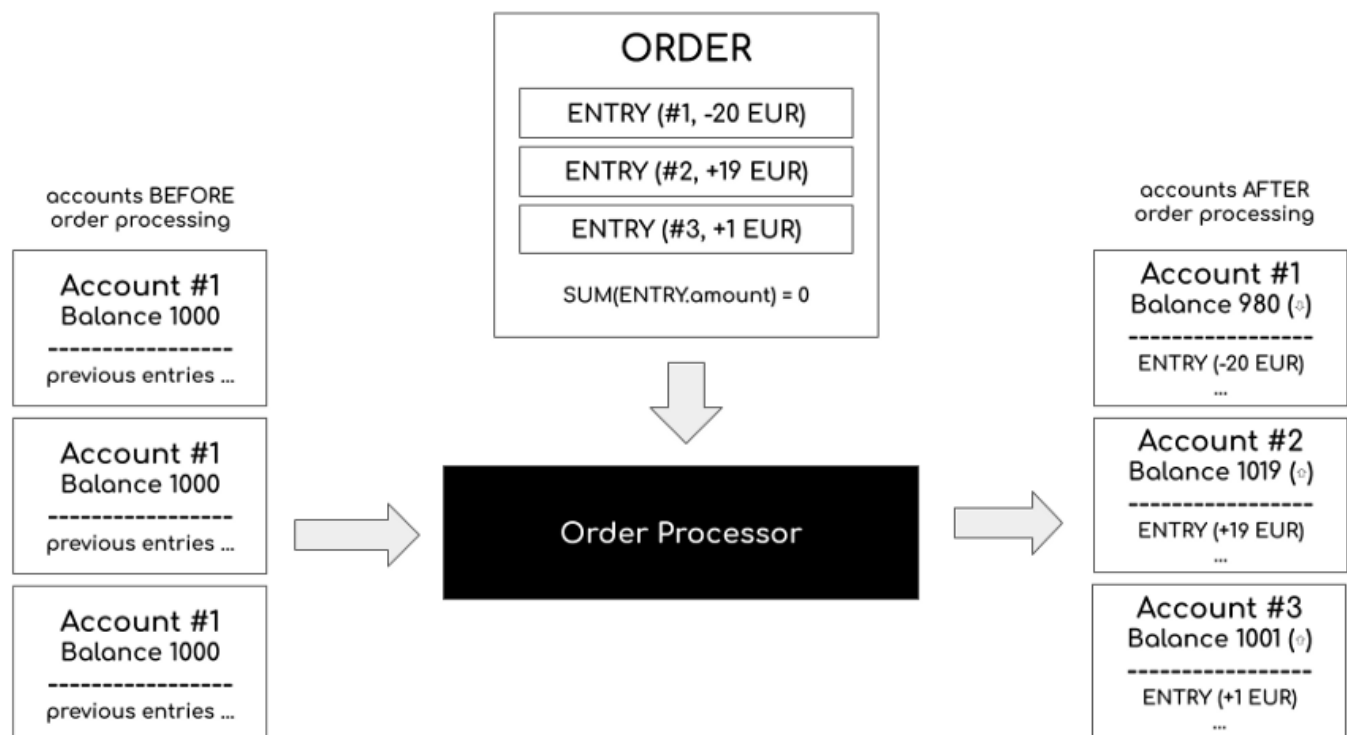 ORDER
ENTRY (#1, -20 EUR)
ENTRY (#2, +19 EUR)
ENTRY (#3, +1 EUR)
SUM(ENTRY.amount) = 0
accounts BEFORE
order processing
Account #1
Balance 1000
-----------------
previous entries ...
Account #1
Balance 1000
-----------------
previous entries ...
Account #1
Balance 1000
-----------------
previous entries ...
Order Processor
accounts AFTER
order processing
Account #1
Balance 980 (⇩)
-----------------
ENTRY (-20 EUR)
...
Account #2
Balance 1019 (⇧)
-----------------
ENTRY (+19 EUR)
...
Account #3
Balance 1001 (⇧)
-----------------
ENTRY (+1 EUR)
...